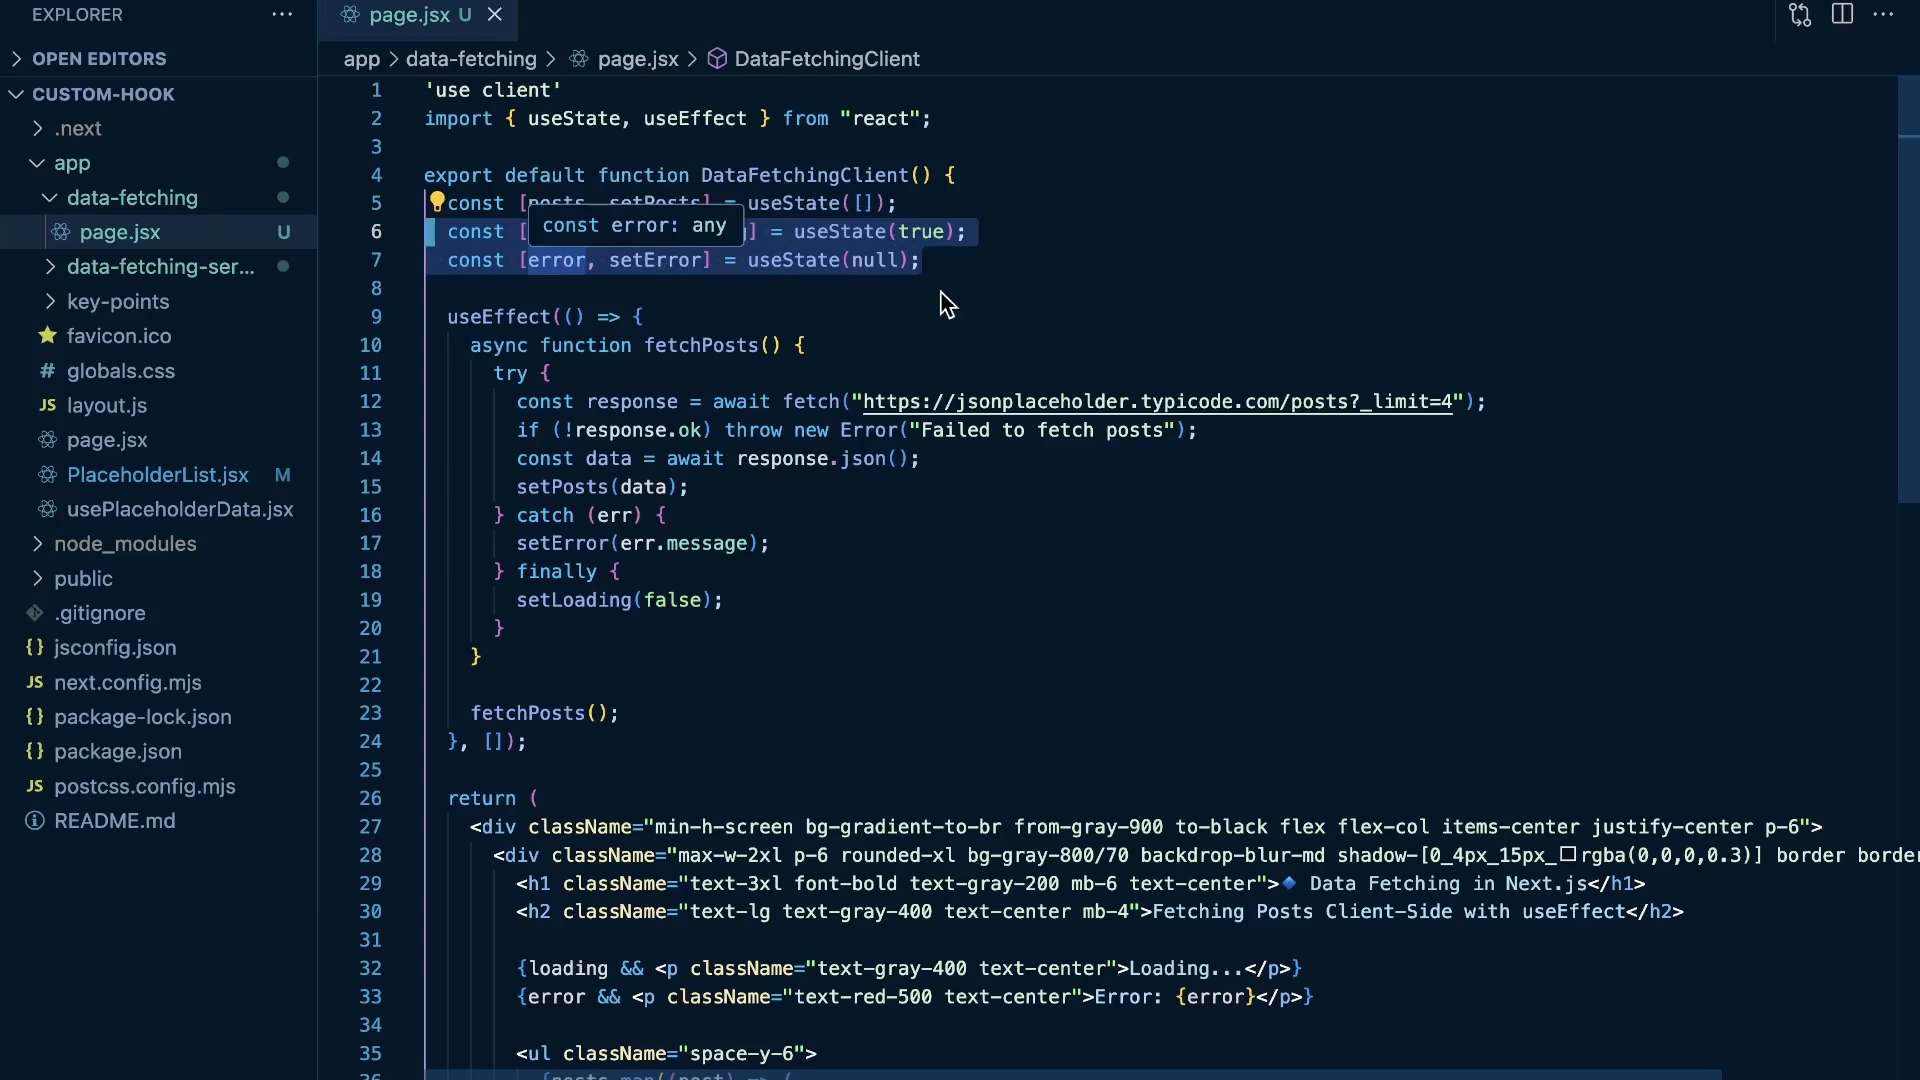 EXPLORER
page.jsx U
OPEN EDITORS
app > data-fetching > page.jsx > DataFetchingClient
CUSTOM-HOOK
.next
app
data-fetching
page.jsx U
data-fetching-ser...
key-points
favicon.ico
# globals.css
JS layout.js
page.jsx
PlaceholderList.jsx M
usePlaceholderData.jsx
node_modules
public
.gitignore
{} jsconfig.json
JS next.config.mjs
{} package-lock.json
{} package.json
JS postcss.config.mjs
README.md
1 'use client'
2 import { useState, useEffect } from "react";
3
4 export default function DataFetchingClient() {
5 const [posts, setPosts] = useState([]);
const error: any
6 const [ ] = useState(true);
7 const [error, setError] = useState(null);
8
9 useEffect(() => {
10 async function fetchPosts() {
11 try {
12 const response = await fetch("https://jsonplaceholder.typicode.com/posts?_limit=4");
13 if (!response.ok) throw new Error("Failed to fetch posts");
14 const data = await response.json();
15 setPosts(data);
16 } catch (err) {
17 setError(err.message);
18 } finally {
19 setLoading(false);
20 }
21 }
22
23 fetchPosts();
24 }, []);
25
26 return (
27 <div className="min-h-screen bg-gradient-to-br from-gray-900 to-black flex flex-col items-center justify-center p-6">
28 <div className="max-w-2xl p-6 rounded-xl bg-gray-800/70 backdrop-blur-md shadow-[0_4px_15px_rgba(0,0,0,0.3)] border border
29 <h1 className="text-3xl font-bold text-gray-200 mb-6 text-center">🔹 Data Fetching in Next.js</h1>
30 <h2 className="text-lg text-gray-400 text-center mb-4">Fetching Posts Client-Side with useEffect</h2>
31
32 {loading && <p className="text-gray-400 text-center">Loading...</p>}
33 {error && <p className="text-red-500 text-center">Error: {error}</p>}
34
35 <ul className="space-y-6">
36 {posts.map((post) => (